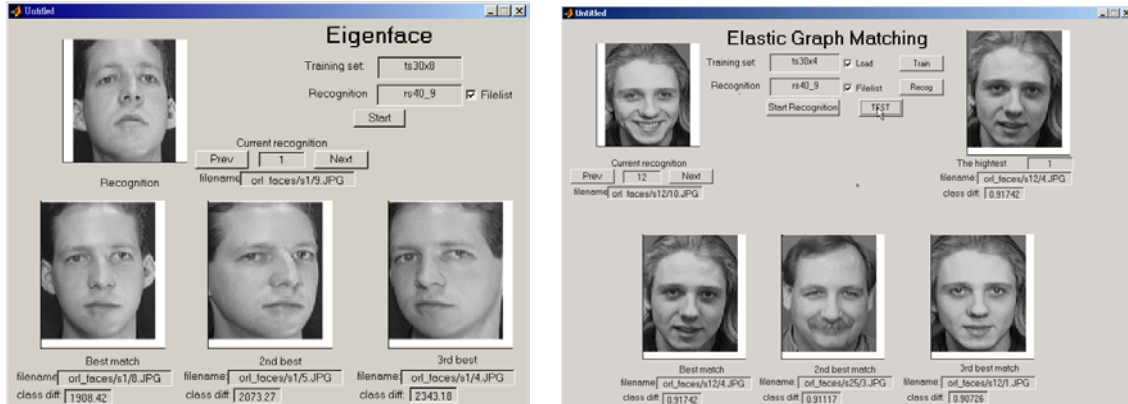 Untitled
Eigenface
Training set: ts30x8
Recognition rs40_9 Filelist
Start
Current recognition
Prev 1 Next
filename orl_faces/s1/9.JPG
Recognition
Best match 2nd best 3rd best
filename: orl_faces/s1/8.JPG filename: orl_faces/s1/5.JPG filename: orl_faces/s1/4.JPG
class diff: 1908.42 class diff: 2073.27 class diff: 2343.18
Untitled
Elastic Graph Matching
Training set: ts30x4 Load Train
Recognition rs40_9 Filelist Recog
Start Recognition TEST
Current recognition
Prev 12 Next
filename orl_faces/s12/10.JPG
The hightest 1
filename: orl_faces/s12/4.JPG
class diff: 0.91742
Best match 2nd best match 3rd best match
filename: orl_faces/s12/4.JPG filename: orl_faces/s25/3.JPG filename: orl_faces/s12/1.JPG
class diff: 0.91742 class diff: 0.91117 class diff: 0.90726